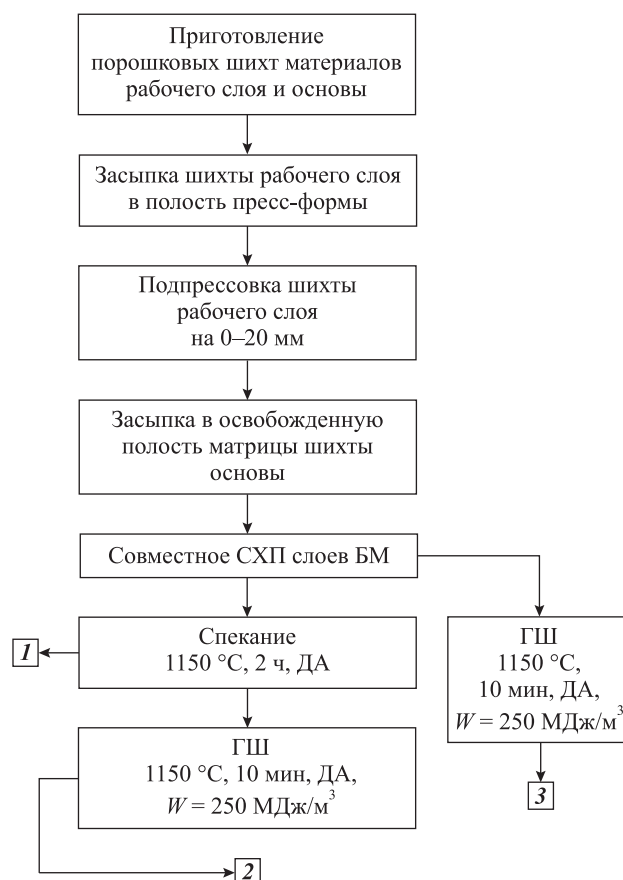 Приготовление
порошковых шихт материалов
рабочего слоя и основы
Засыпка шихты рабочего слоя
в полость пресс-формы
Подпрессовка шихты
рабочего слоя
на 0–20 мм
Засыпка в освобожденную
полость матрицы шихты
основы
Совместное СХП слоев БМ
Спекание
1150 °C, 2 ч, ДА
1
ГШ
1150 °C, 10 мин, ДА,
W = 250 МДж/м³
2
ГШ
1150 °C,
10 мин, ДА,
W = 250 МДж/м³
3